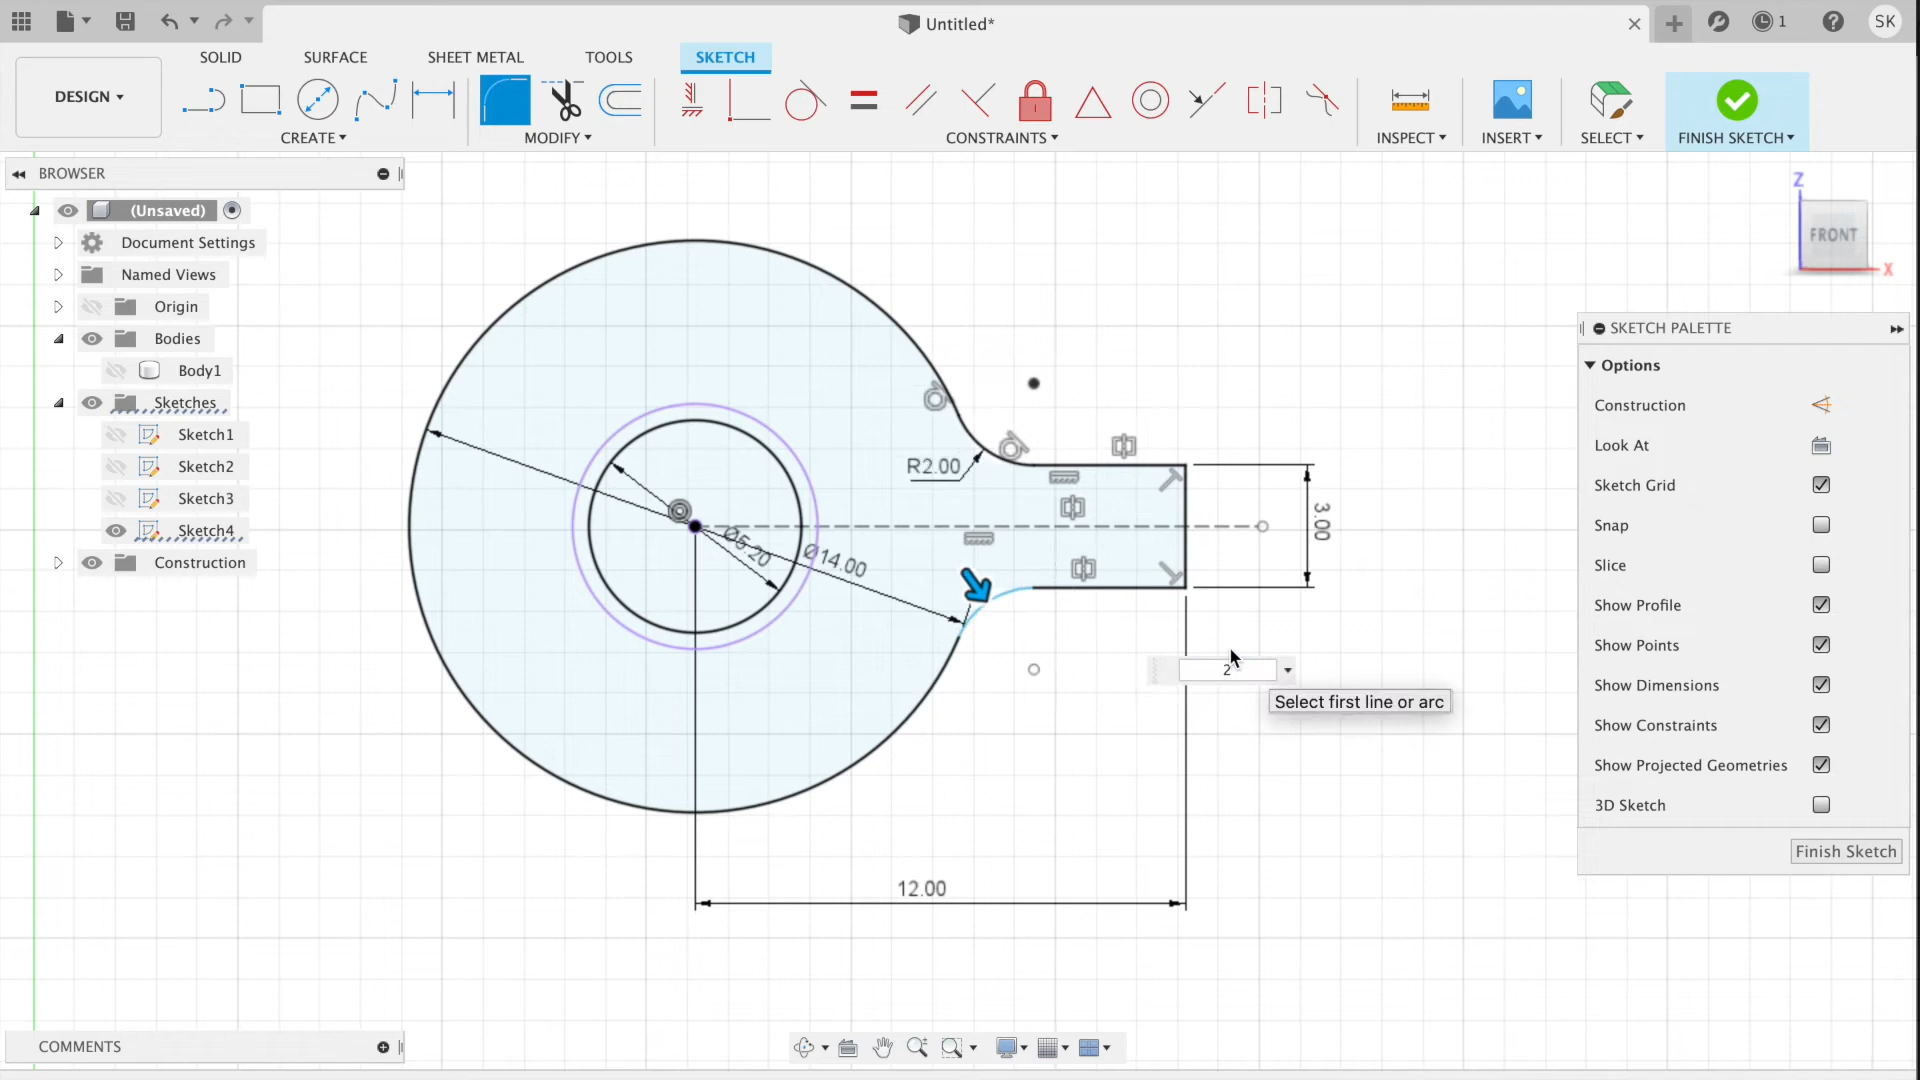 Untitled*
1
SK
SOLID
SURFACE
SHEET METAL
TOOLS
SKETCH
DESIGN
CREATE
MODIFY
CONSTRAINTS
INSPECT
INSERT
SELECT
FINISH SKETCH
BROWSER
(Unsaved)
Document Settings
Named Views
Origin
Bodies
Body1
Sketches
Sketch1
Sketch2
Sketch3
Sketch4
Construction
R2.00
Ø5.20
Ø14.00
3.00
2
Select first line or arc
12.00
Z
FRONT
X
SKETCH PALETTE
Options
Construction
Look At
Sketch Grid
Snap
Slice
Show Profile
Show Points
Show Dimensions
Show Constraints
Show Projected Geometries
3D Sketch
Finish Sketch
COMMENTS